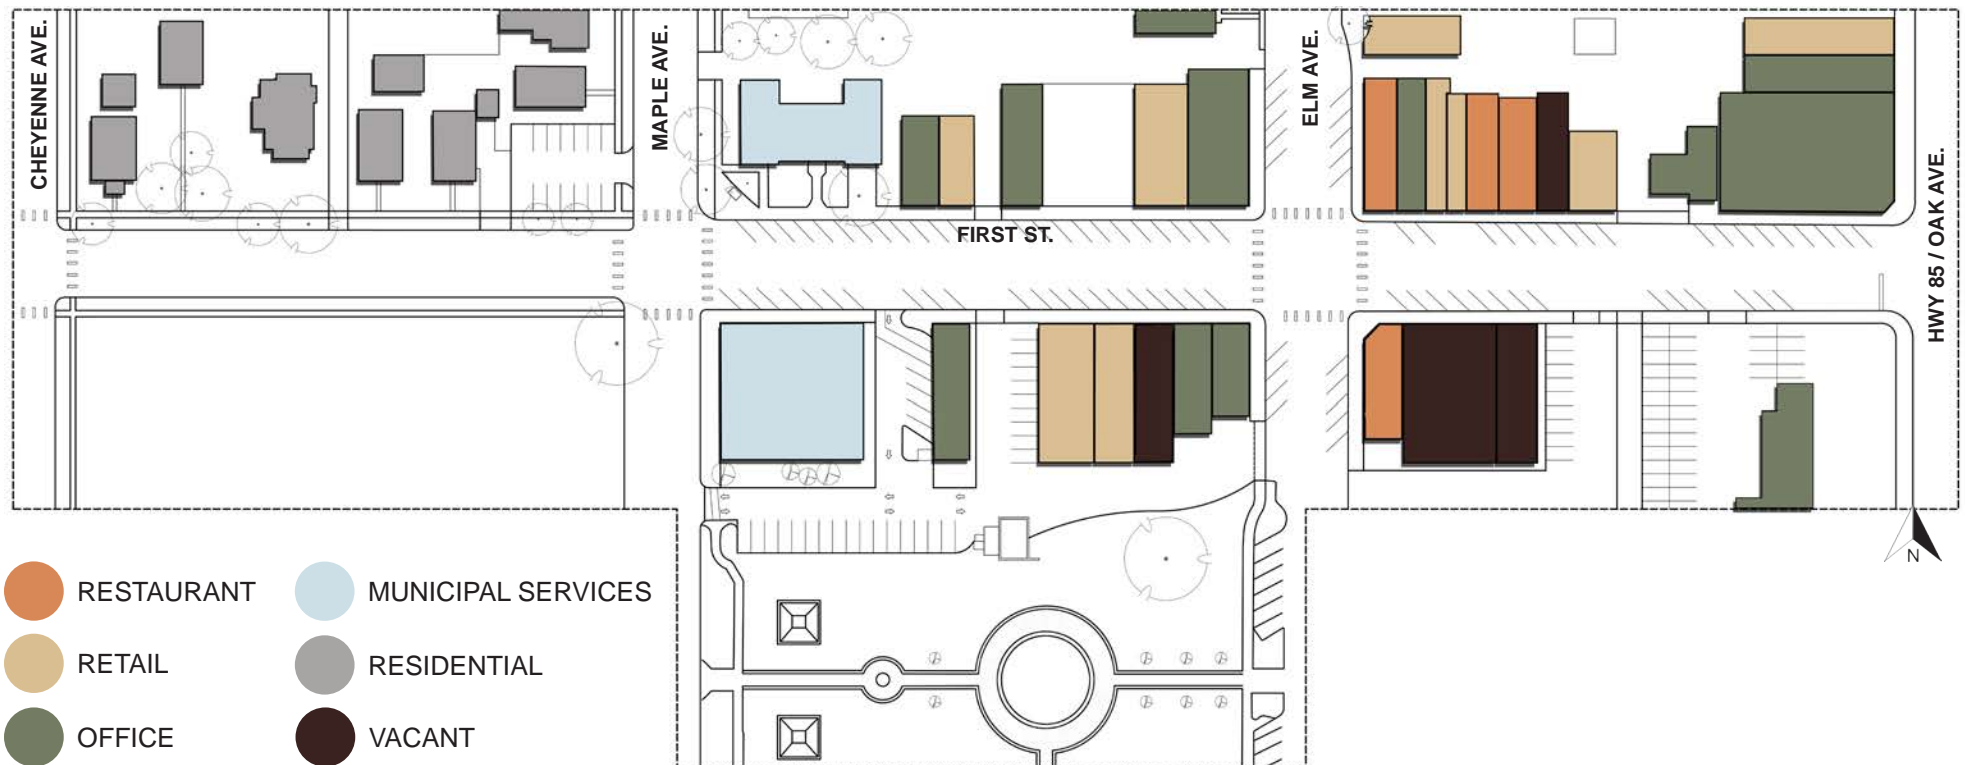 CHEYENNE AVE.
MAPLE AVE.
ELM AVE.
FIRST ST.
HWY 85 / OAK AVE.
N
RESTAURANT
MUNICIPAL SERVICES
RETAIL
RESIDENTIAL
OFFICE
VACANT